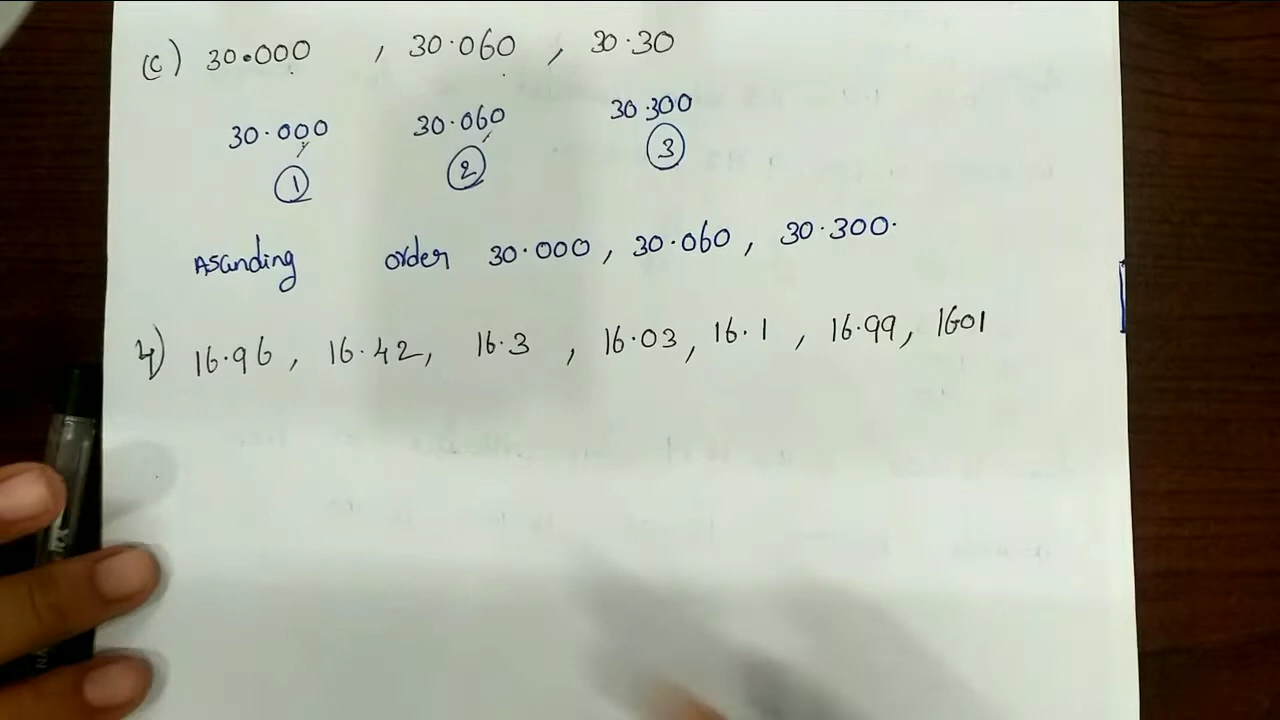 (c) 30.000 , 30.060 , 30.30
30.000 30.060 30.300
1 2 3
Ascending order 30.000 , 30.060 , 30.300.
4) 16.96 , 16.42, 16.3 , 16.03, 16.1 , 16.99, 1601